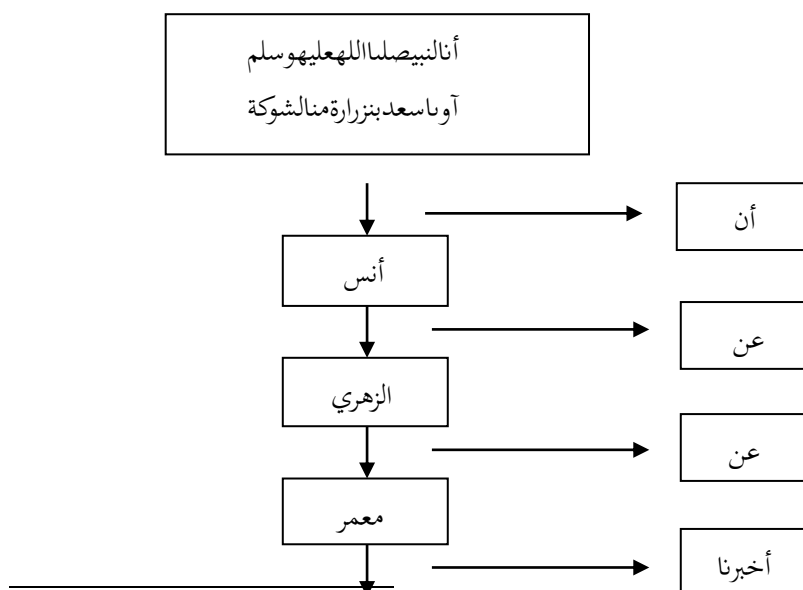 أنالنبيصلىاللهعليهوسلم
آوىاسعدبنزرارةمنالشوكة
أن
أنس
عن
الزهري
عن
معمر
أخبرنا